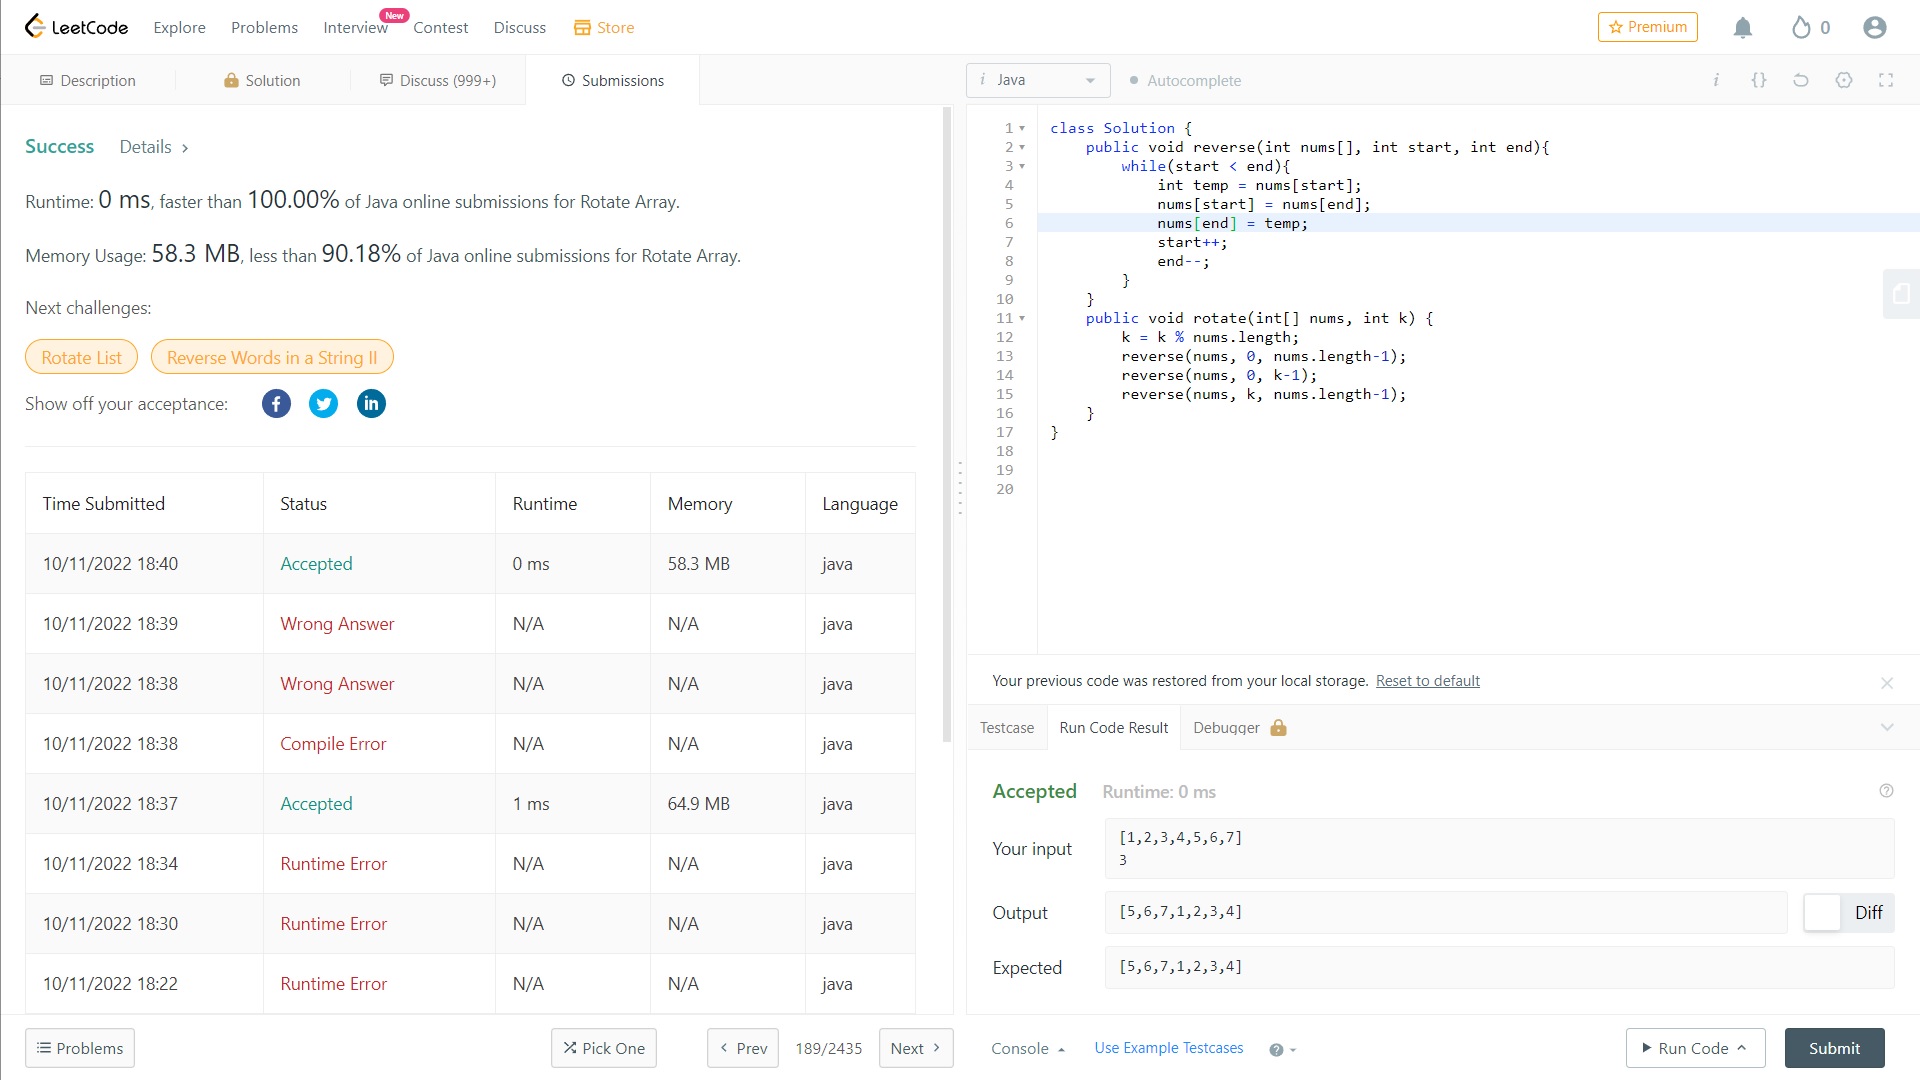 LeetCode Explore Problems Interview New Contest Discuss Store Premium 0
Description Solution Discuss (999+) Submissions
Success Details >
Runtime: 0 ms, faster than 100.00% of Java online submissions for Rotate Array.
Memory Usage: 58.3 MB, less than 90.18% of Java online submissions for Rotate Array.
Next challenges:
Rotate List Reverse Words in a String II
Show off your acceptance:
Time Submitted Status Runtime Memory Language
10/11/2022 18:40 Accepted 0 ms 58.3 MB java
10/11/2022 18:39 Wrong Answer N/A N/A java
10/11/2022 18:38 Wrong Answer N/A N/A java
10/11/2022 18:38 Compile Error N/A N/A java
10/11/2022 18:37 Accepted 1 ms 64.9 MB java
10/11/2022 18:34 Runtime Error N/A N/A java
10/11/2022 18:30 Runtime Error N/A N/A java
10/11/2022 18:22 Runtime Error N/A N/A java
Problems Pick One < Prev 189/2435 Next >
i Java Autocomplete i {}
1 class Solution {
2 public void reverse(int nums[], int start, int end){
3 while(start < end){
4 int temp = nums[start];
5 nums[start] = nums[end];
6 nums[end] = temp;
7 start++;
8 end--;
9 }
10 }
11 public void rotate(int[] nums, int k) {
12 k = k % nums.length;
13 reverse(nums, 0, nums.length-1);
14 reverse(nums, 0, k-1);
15 reverse(nums, k, nums.length-1);
16 }
17 }
18
19
20
Your previous code was restored from your local storage. Reset to default
Testcase Run Code Result Debugger
Accepted Runtime: 0 ms
Your input
[1,2,3,4,5,6,7]
3
Output [5,6,7,1,2,3,4] Diff
Expected [5,6,7,1,2,3,4]
Console Use Example Testcases Run Code Submit